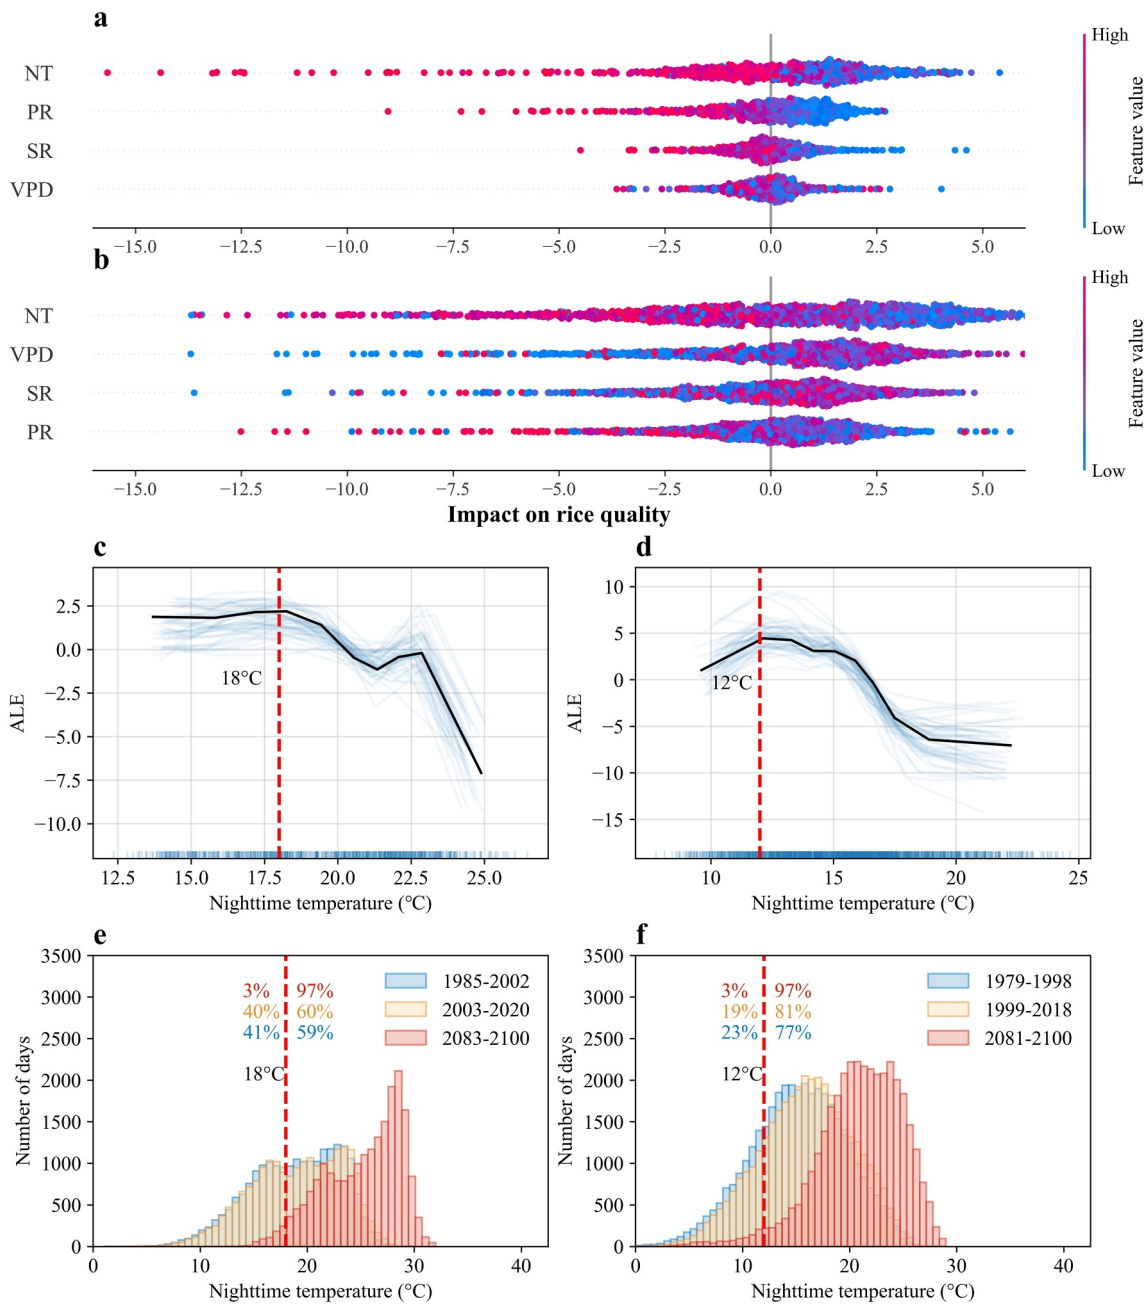 a
High
NT
PR
SR
VPD
Feature value
Low
−15.0 −12.5 −10.0 −7.5 −5.0 −2.5 0.0 2.5 5.0
b
High
NT
VPD
SR
PR
Feature value
Low
−15.0 −12.5 −10.0 −7.5 −5.0 −2.5 0.0 2.5 5.0
Impact on rice quality
c
2.5
0.0
−2.5
−5.0
−7.5
−10.0
ALE
18°C
12.5 15.0 17.5 20.0 22.5 25.0
Nighttime temperature (°C)
d
10
5
0
−5
−10
−15
ALE
12°C
10 15 20 25
Nighttime temperature (°C)
e
3500
3000
2500
2000
1500
1000
500
0
Number of days
3% 97%
40% 60%
41% 59%
18°C
1985-2002
2003-2020
2083-2100
0 10 20 30 40
Nighttime temperature (°C)
f
3500
3000
2500
2000
1500
1000
500
0
Number of days
3% 97%
19% 81%
23% 77%
12°C
1979-1998
1999-2018
2081-2100
0 10 20 30 40
Nighttime temperature (°C)